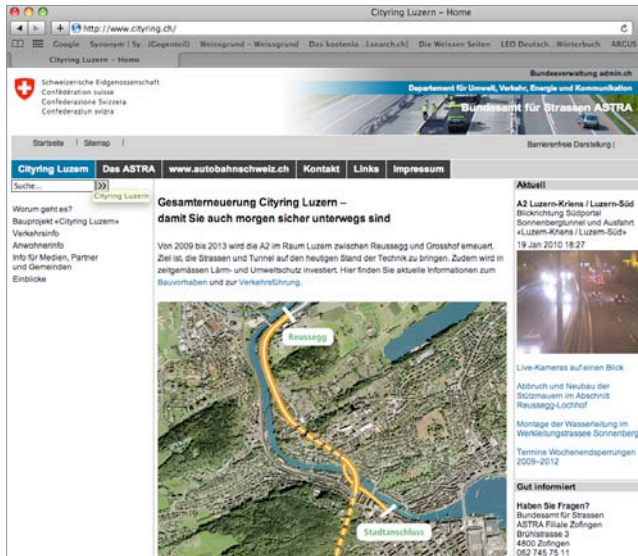 Cityring Luzern – Home
http://www.cityring.ch/
Google Synonym | Sy...(Gegenteil) Weissgrund – Weissgrund Das kostenlo...(search.ch) Die Weissen Seiten LEO Deutsch...Wörterbuch ARGUS
Cityring Luzern – Home
Bundesverwaltung admin.ch
Schweizerische Eidgenossenschaft
Confédération suisse
Confederazione Svizzera
Confederaziun svizra
Departement für Umwelt, Verkehr, Energie und Kommunikation
Bundesamt für Strassen ASTRA
Startseite | Sitemap |
Barrierenfreie Darstellung |
Cityring Luzern Das ASTRA www.autobahnschweiz.ch Kontakt Links Impressum
Suche... >>
Cityring Luzern
Worum geht es?
Bauprojekt «Cityring Luzern»
Verkehrsinfo
Anwohnerinfo
Info für Medien, Partner
und Gemeinden
Einblicke
Gesamterneuerung Cityring Luzern –
damit Sie auch morgen sicher unterwegs sind
Von 2009 bis 2013 wird die A2 im Raum Luzern zwischen Reussegg und Grosshof erneuert.
Ziel ist, die Strassen und Tunnel auf den heutigen Stand der Technik zu bringen. Zudem wird in
zeitgemässen Lärm- und Umweltschutz investiert. Hier finden Sie aktuelle Informationen zum
Bauvorhaben und zur Verkehrsführung.
Reussegg
Stadtanschluss
Aktuell
A2 Luzern-Kriens / Luzern-Süd
Blickrichtung Südportal
Sonnenbergtunnel und Ausfahrt
«Luzern-Kriens / Luzern-Süd»
19 Jan 2010 18:27
Live-Kameras auf einen Blick
Abbruch und Neubau der
Stützmauern im Abschnitt
Reussegg-Lochhof
Montage der Wasserleitung im
Werkleitungstrassee Sonnenberg
Termine Wochenendsperrungen
2009–2012
Gut informiert
Haben Sie Fragen?
Bundesamt für Strassen
ASTRA Filiale Zofingen
Brühlstrasse 3
4800 Zofingen
062 745 75 11